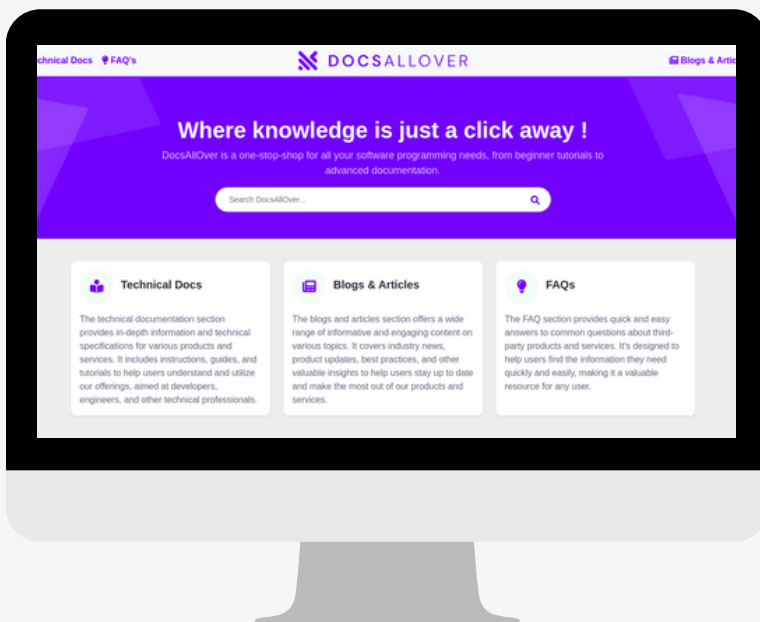 chnical Docs FAQ's DOCSALLOVER Blogs & Artic
Where knowledge is just a click away !
DocsAllOver is a one-stop-shop for all your software programming needs, from beginner tutorials to
advanced documentation.
Search DocsAllOver...
Technical Docs
The technical documentation section
provides in-depth information and technical
specifications for various products and
services. It includes instructions, guides, and
tutorials to help users understand and utilize
our offerings, aimed at developers,
engineers, and other technical professionals.
Blogs & Articles
The blogs and articles section offers a wide
range of informative and engaging content on
various topics. It covers industry news,
product updates, best practices, and other
valuable insights to help users stay up to date
and make the most out of our products and
services.
FAQs
The FAQ section provides quick and easy
answers to common questions about third-
party products and services. It's designed to
help users find the information they need
quickly and easily, making it a valuable
resource for any user.